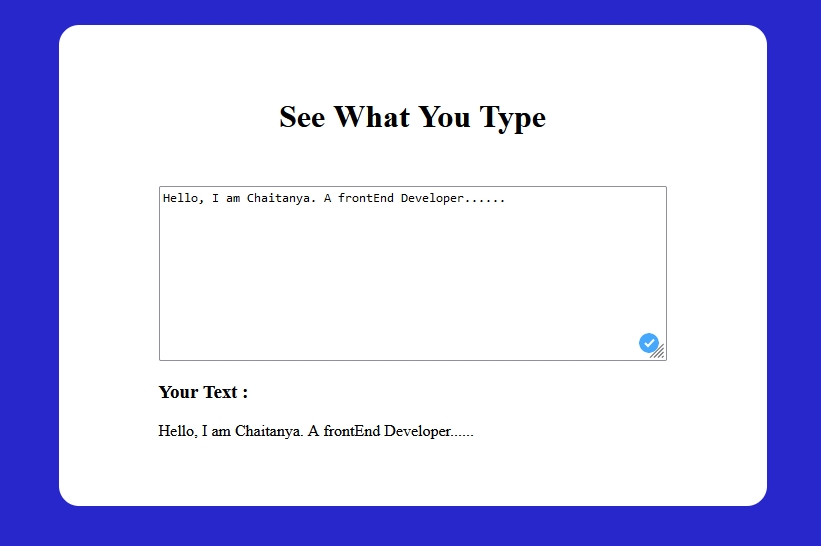 See What You Type
Hello, I am Chaitanya. A frontEnd Developer......
Your Text :
Hello, I am Chaitanya. A frontEnd Developer......